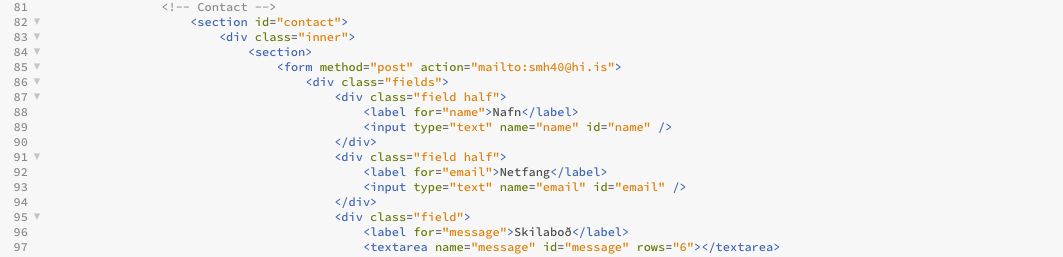 81 <!-- Contact -->
82 <section id="contact">
83 <div class="inner">
84 <section>
85 <form method="post" action="mailto:smh40@hi.is">
86 <div class="fields">
87 <div class="field half">
88 <label for="name">Nafn</label>
89 <input type="text" name="name" id="name" />
90 </div>
91 <div class="field half">
92 <label for="email">Netfang</label>
93 <input type="text" name="email" id="email" />
94 </div>
95 <div class="field">
96 <label for="message">Skilaboð</label>
97 <textarea name="message" id="message" rows="6"></textarea>